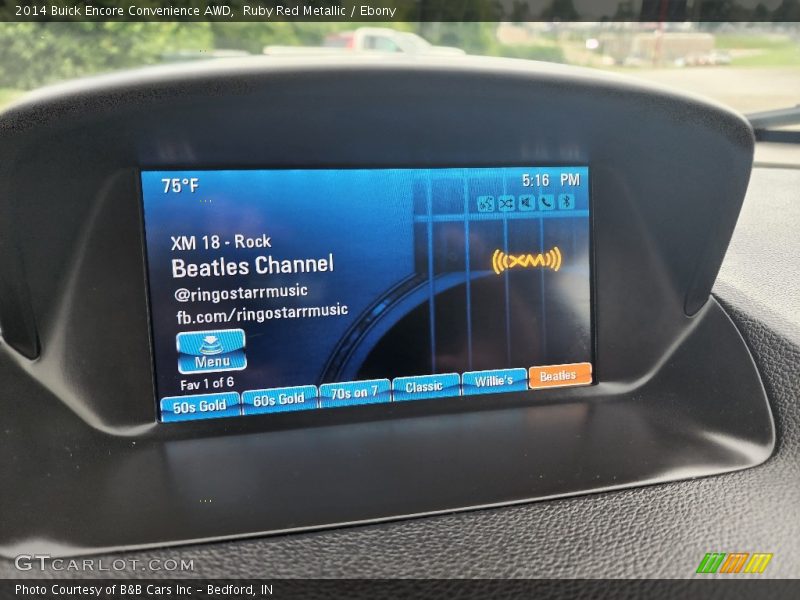 2014 Buick Encore Convenience AWD, Ruby Red Metallic / Ebony
75°F
5:16 PM
XM 18 - Rock
Beatles Channel
((XM))
@ringostarrmusic
fb.com/ringostarrmusic
Menu
Fav 1 of 6
50s Gold 60s Gold 70s on 7 Classic Willie's Beatles
GTCARLOT.COM
Photo Courtesy of B&B Cars Inc - Bedford, IN